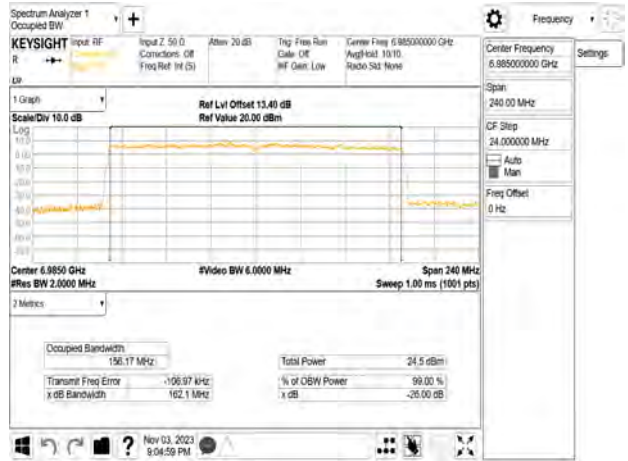 Spectrum Analyzer 1
Occupied BW
Frequency
KEYSIGHT Input: RF
R
Input Z: 50 Ω
Corrections: Off
Freq Ref: Int (S)
Atten: 20 dB
Trig: Free Run
Gate: Off
#IF Gain: Low
Center Freq: 6.985000000 GHz
Avg|Hold: 10/10
Radio Std: None
Center Frequency
6.985000000 GHz
Settings
Span
240.00 MHz
CF Step
24.000000 MHz
Auto
Man
Freq Offset
0 Hz
1 Graph
Scale/Div 10.0 dB
Ref Lvl Offset 13.40 dB
Ref Value 20.00 dBm
Log
10.0
0.00
Center 6.9850 GHz
#Res BW 2.0000 MHz
#Video BW 6.0000 MHz
Span 240 MHz
Sweep 1.00 ms (1001 pts)
2 Metrics
Occupied Bandwidth
156.17 MHz
Total Power
24.5 dBm
Transmit Freq Error
-106.97 kHz
% of OBW Power
99.00 %
x dB Bandwidth
162.1 MHz
x dB
-26.00 dB
Nov 03, 2023
9:04:59 PM